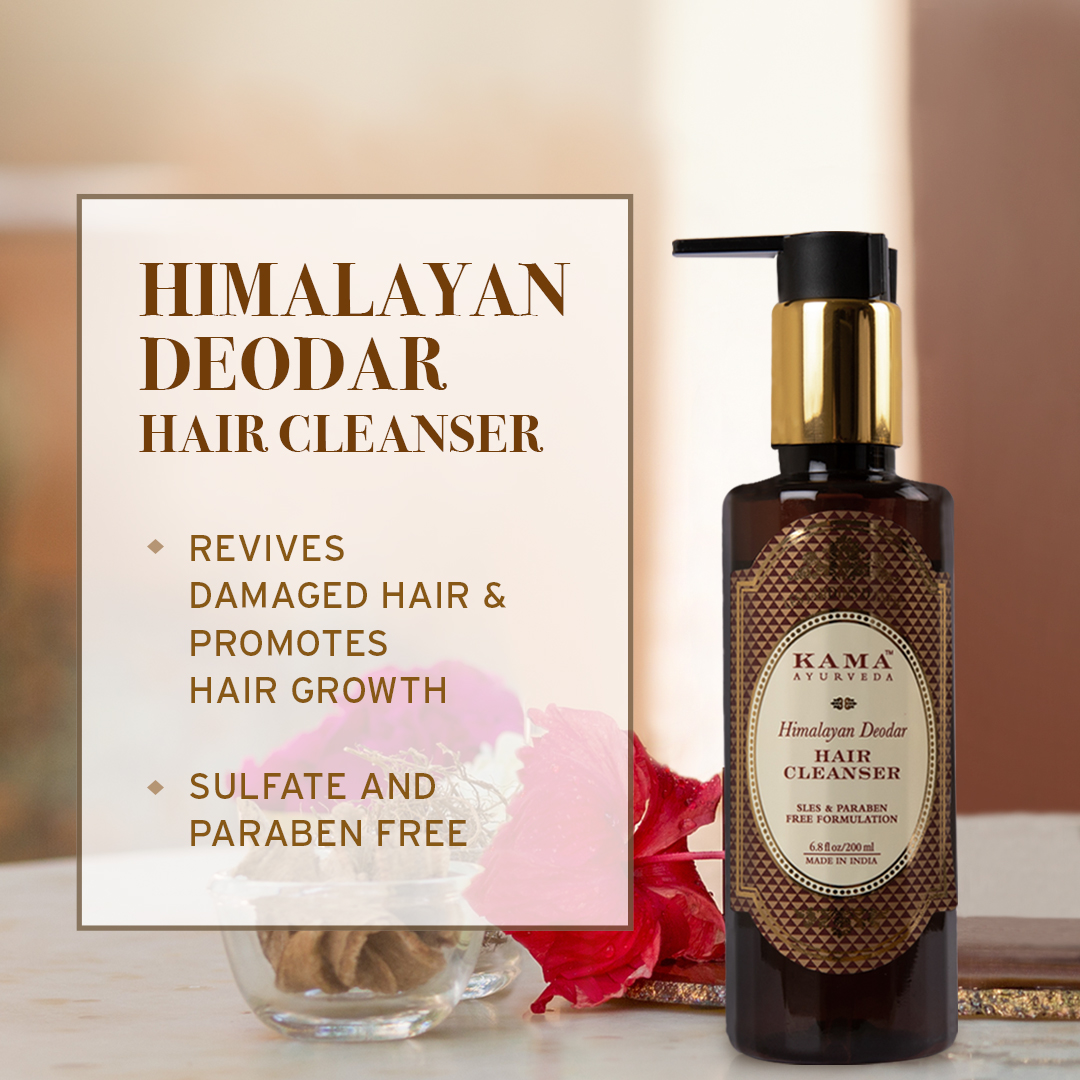 HIMALAYAN
DEODAR
HAIR CLEANSER
REVIVES
DAMAGED HAIR &
PROMOTES
HAIR GROWTH
SULFATE AND
PARABEN FREE
KAMA™
AYURVEDA
Himalayan Deodar
HAIR
CLEANSER
SLES & PARABEN
FREE FORMULATION
6.8 fl oz/200 ml
MADE IN INDIA